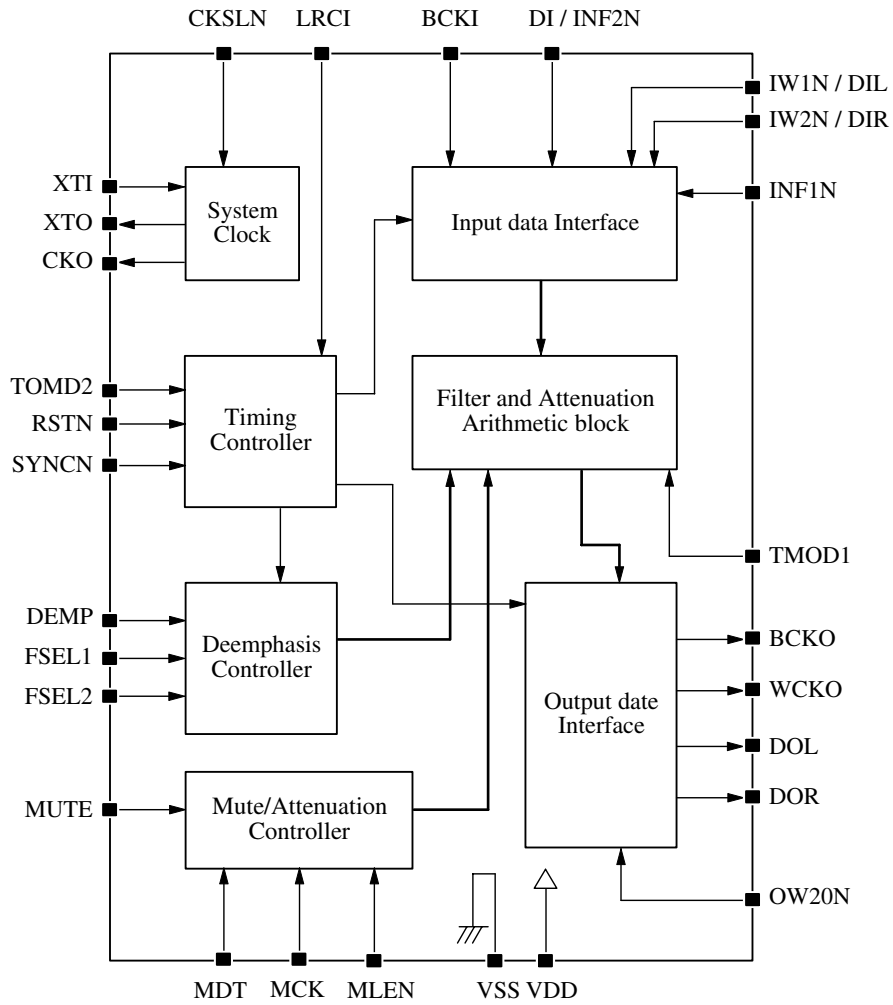 CKSLN LRCI BCKI DI / INF2N
IW1N / DIL
IW2N / DIR
INF1N
XTI
XTO
CKO
System
Clock
Input data Interface
TOMD2
RSTN
SYNCN
Timing
Controller
Filter and Attenuation
Arithmetic block
TMOD1
DEMP
FSEL1
FSEL2
Deemphasis
Controller
Output date
Interface
BCKO
WCKO
DOL
DOR
MUTE
Mute/Attenuation
Controller
OW20N
MDT MCK MLEN VSS VDD